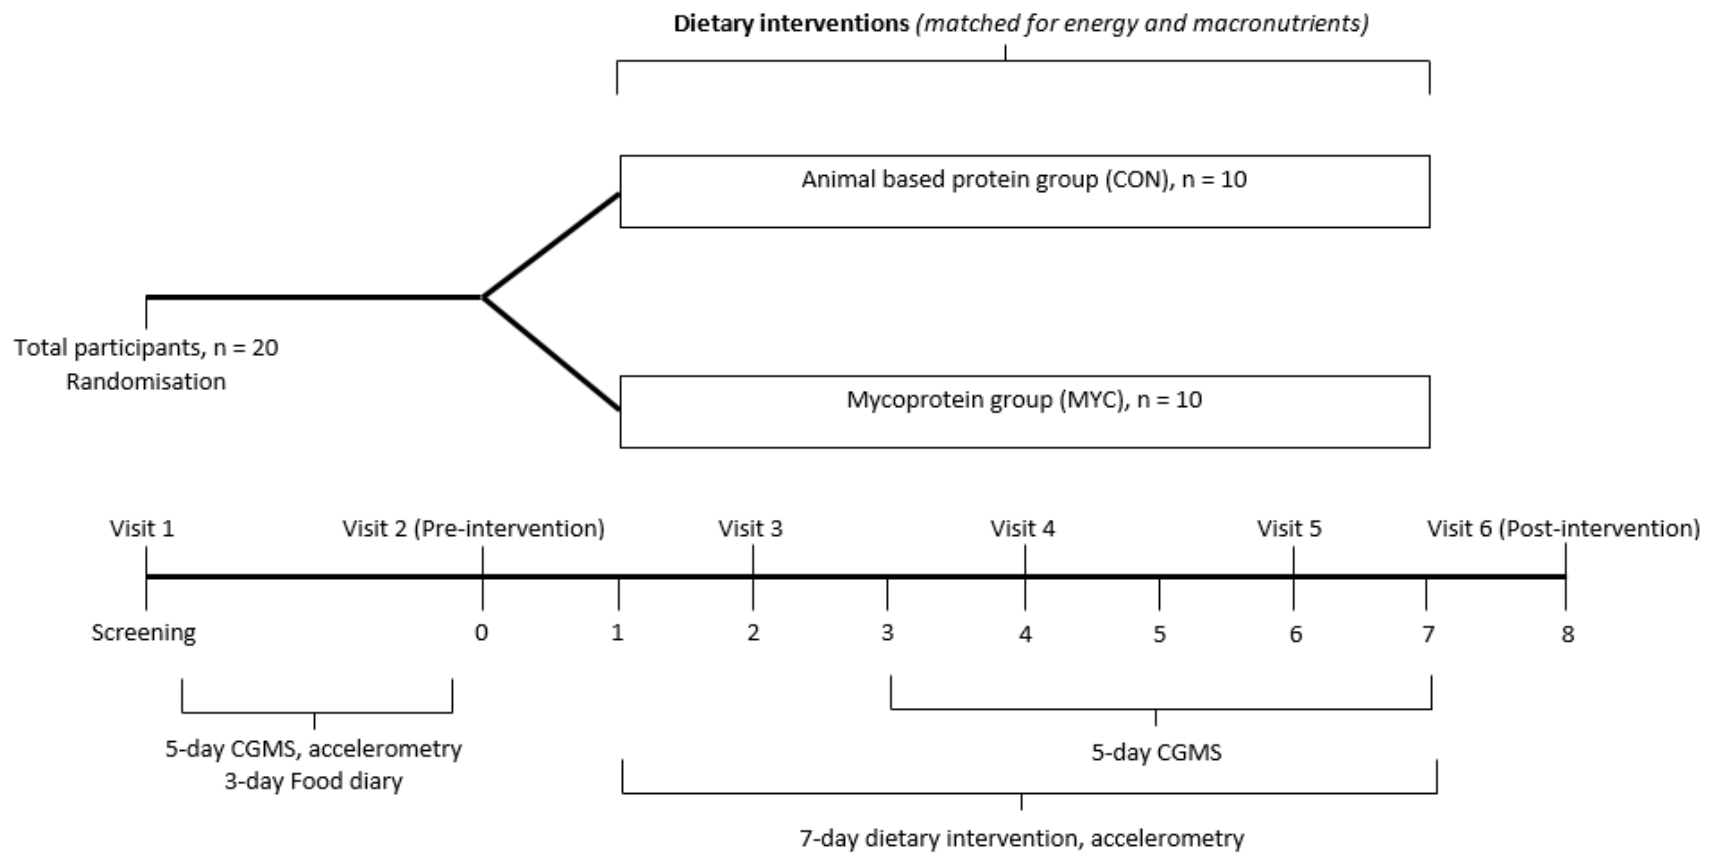 Dietary interventions (matched for energy and macronutrients)
Animal based protein group (CON), n = 10
Total participants, n = 20
Randomisation
Mycoprotein group (MYC), n = 10
Visit 1
Visit 2 (Pre-intervention)
Visit 3
Visit 4
Visit 5
Visit 6 (Post-intervention)
Screening
0
1
2
3
4
5
6
7
8
5-day CGMS, accelerometry
3-day Food diary
5-day CGMS
7-day dietary intervention, accelerometry